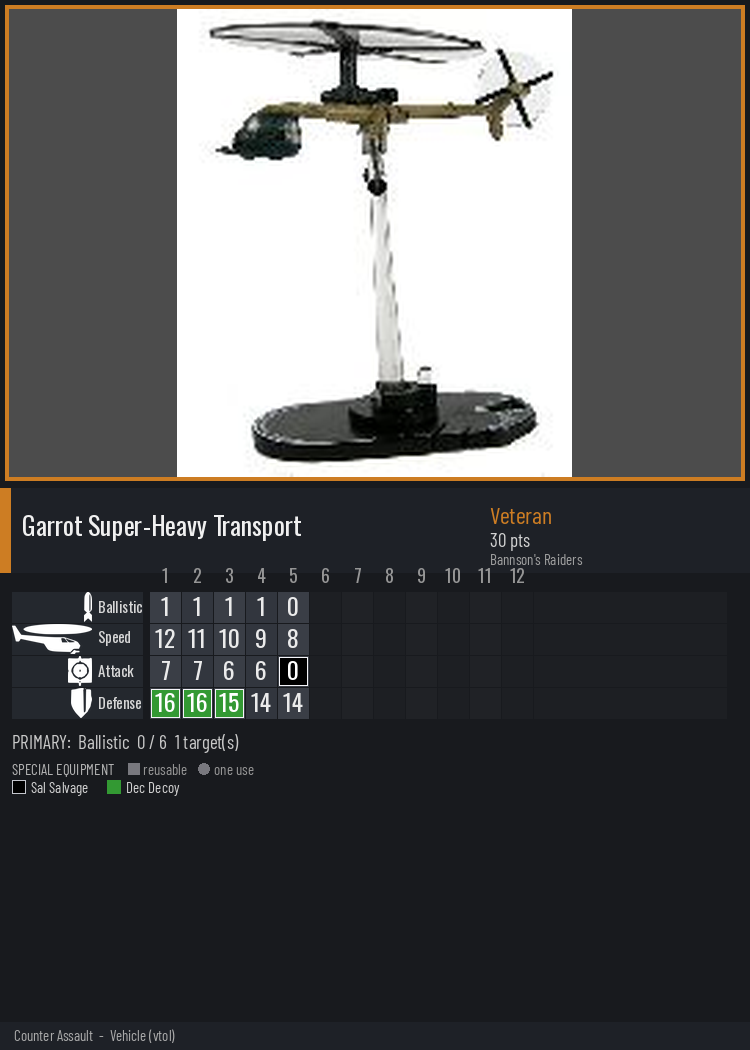 Garrot Super-Heavy Transport
Veteran
30 pts
Bannson's Raiders
1 2 3 4 5 6 7 8 9 10 11 12
Ballistic 1 1 1 1 0
Speed 12 11 10 9 8
Attack 7 7 6 6 0
Defense 16 16 15 14 14
PRIMARY: Ballistic 0 / 6 1 target(s)
SPECIAL EQUIPMENT reusable one use
Sal Salvage Dec Decoy
Counter Assault - Vehicle (vtol)